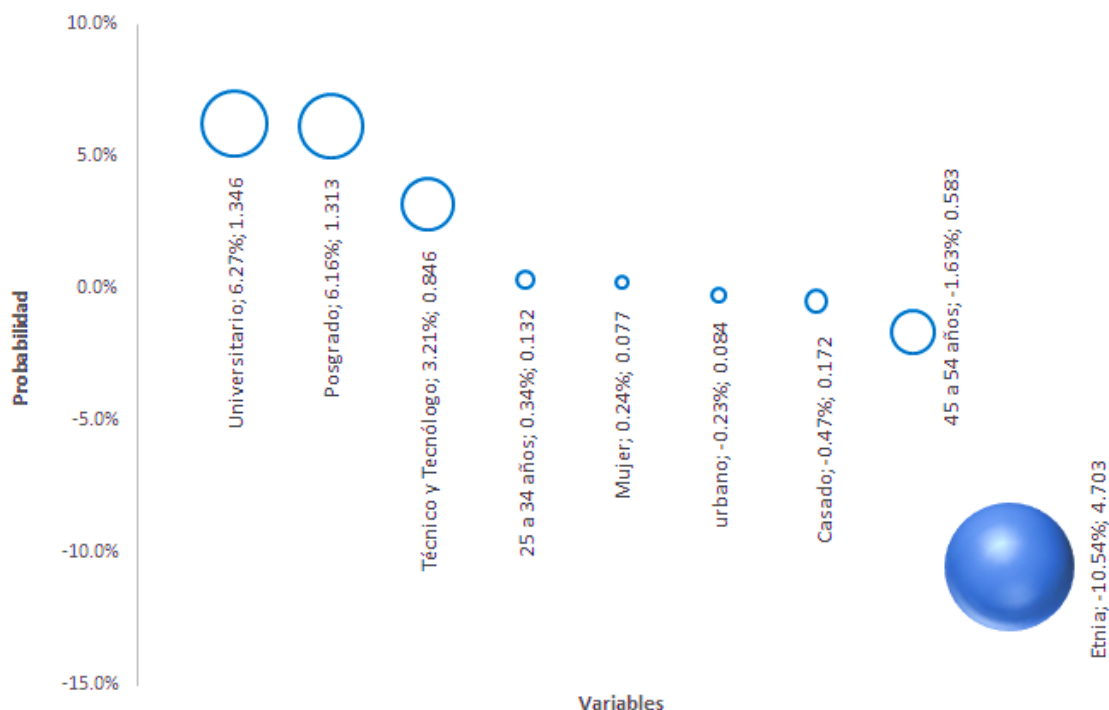 10.0%
5.0%
0.0%
-5.0%
-10.0%
-15.0%
Probabilidad
Universitario; 6.27%; 1.346
Posgrado; 6.16%; 1.313
Técnico y Tecnólogo; 3.21%; 0.846
25 a 34 años; 0.34%; 0.132
Mujer; 0.24%; 0.077
urbano; -0.23%; 0.084
Casado; -0.47%; 0.172
45 a 54 años; -1.63%; 0.583
Etnia; -10.54%; 4.703
Variables